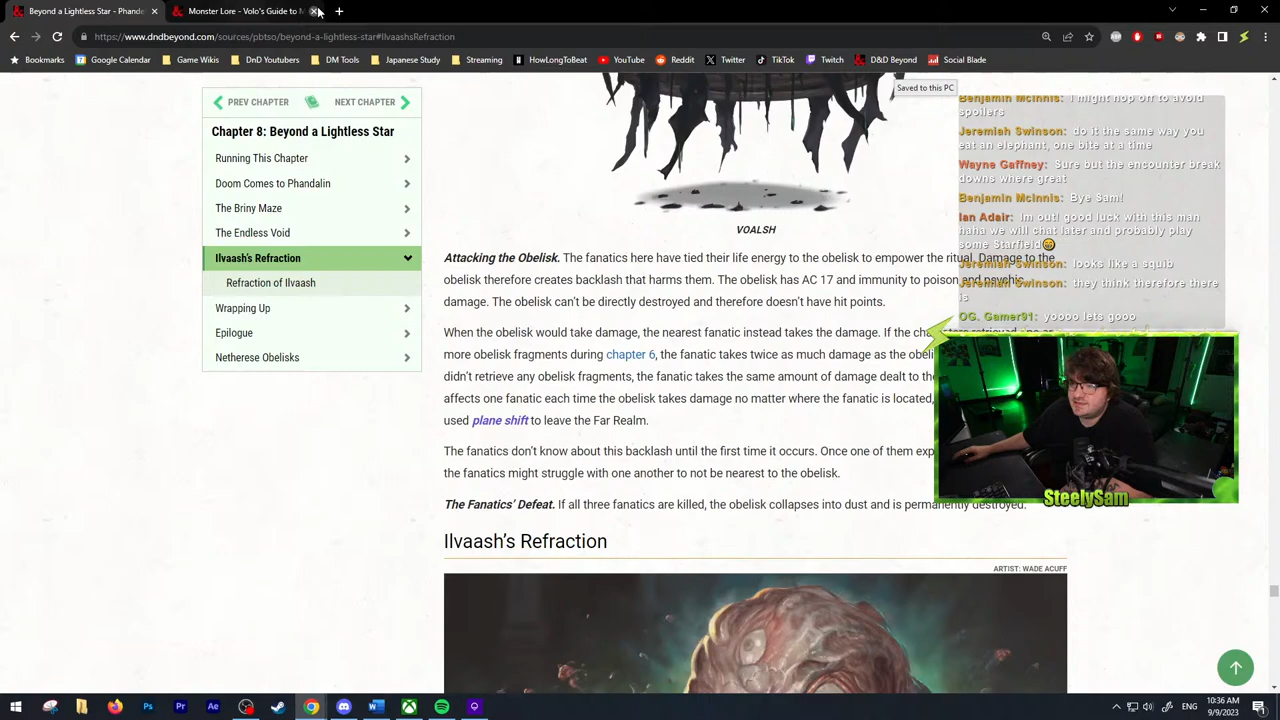 Beyond a Lightless Star - Phand
Monster Lore - Volo's Guide to M
https://www.dndbeyond.com/sources/pbtso/beyond-a-lightless-star#IlvaashsRefraction
Bookmarks
Google Calendar
Game Wikis
DnD Youtubers
DM Tools
Japanese Study
Streaming
HowLongToBeat
YouTube
Reddit
Twitter
TikTok
Twitch
D&D Beyond
Social Blade
Saved to this PC
PREV CHAPTER
NEXT CHAPTER
Chapter 8: Beyond a Lightless Star
Running This Chapter
Doom Comes to Phandalin
The Briny Maze
The Endless Void
Ilvaash's Refraction
Refraction of Ilvaash
Wrapping Up
Epilogue
Netherese Obelisks
VOALSH
Attacking the Obelisk. The fanatics here have tied their life energy to the obelisk to empower the ritual. Damage to the
obelisk therefore creates backlash that harms them. The obelisk has AC 17 and immunity to poison and psychic
damage. The obelisk can't be directly destroyed and therefore doesn't have hit points.
When the obelisk would take damage, the nearest fanatic instead takes the damage. If the
more obelisk fragments during chapter 6, the fanatic takes twice as much damage as the
didn't retrieve any obelisk fragments, the fanatic takes the same amount of damage dealt to the
affects one fanatic each time the obelisk takes damage no matter where the fanatic is located,
used plane shift to leave the Far Realm.
The fanatics don't know about this backlash until the first time it occurs. Once one of them
the fanatics might struggle with one another to not be nearest to the obelisk.
The Fanatics' Defeat. If all three fanatics are killed, the obelisk collapses into dust and is permanently destroyed.
Ilvaash's Refraction
ARTIST: WADE ACUFF
Benjamin McInnis: I might hop off to avoid
spoilers
Jeremiah Swinson: do it the same way you
eat an elephant, one bite at a time
Wayne Gaffney: Sure but the encounter break
downs where great
Benjamin McInnis: Bye Sam!
Ian Adair: Im out! good luck with this man
haha we will chat later and probably play
some Starfield
Jeremiah Swinson: looks like a squib
Jeremiah Swinson: they think therefore there
is
OG. Gamer91: yoooo lets gooo
SteelySam
10:36 AM
9/9/2023